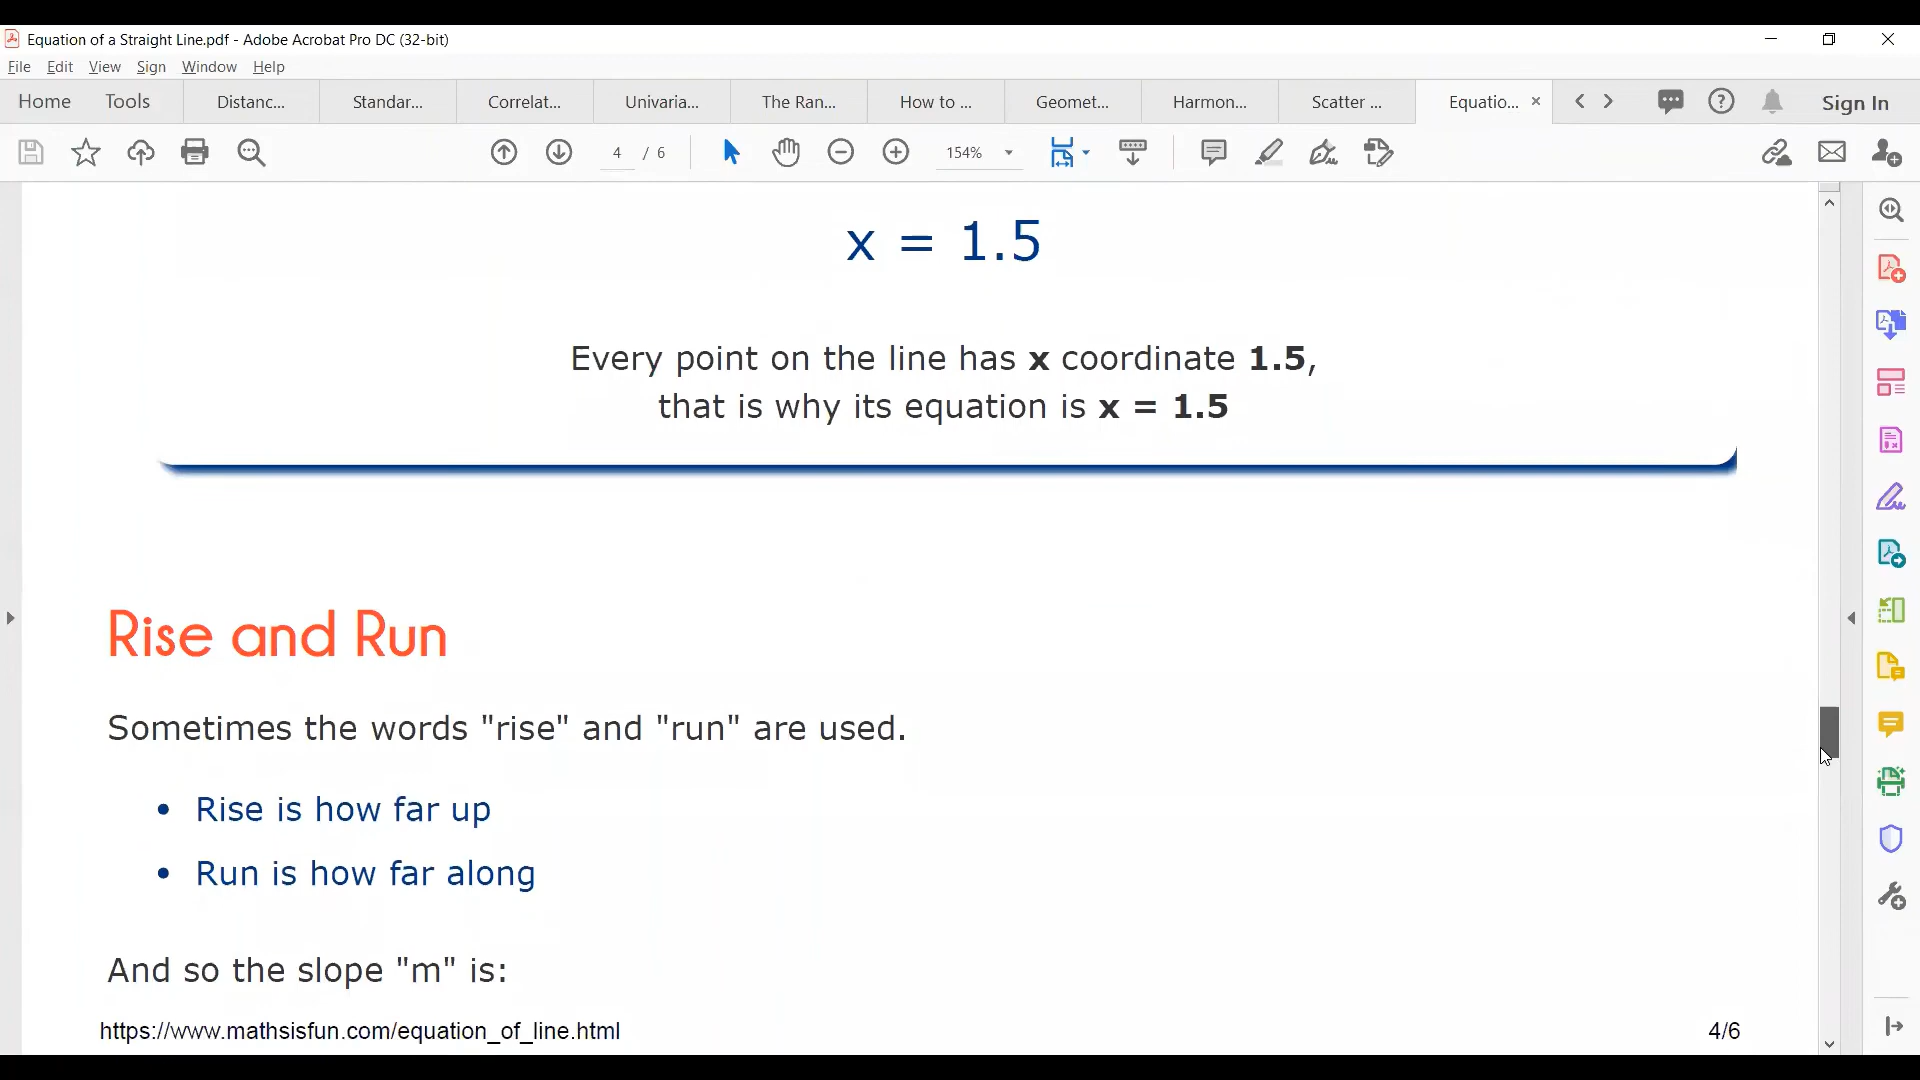 Equation of a Straight Line.pdf - Adobe Acrobat Pro DC (32-bit)
File Edit View Sign Window Help
Home Tools Distanc... Standar... Correlat... Univaria... The Ran... How to ... Geomet... Harmon... Scatter ... Equatio... Sign In
4 / 6 154%
x = 1.5
Every point on the line has x coordinate 1.5,
that is why its equation is x = 1.5
Rise and Run
Sometimes the words "rise" and "run" are used.
• Rise is how far up
• Run is how far along
And so the slope "m" is:
https://www.mathsisfun.com/equation_of_line.html 4/6